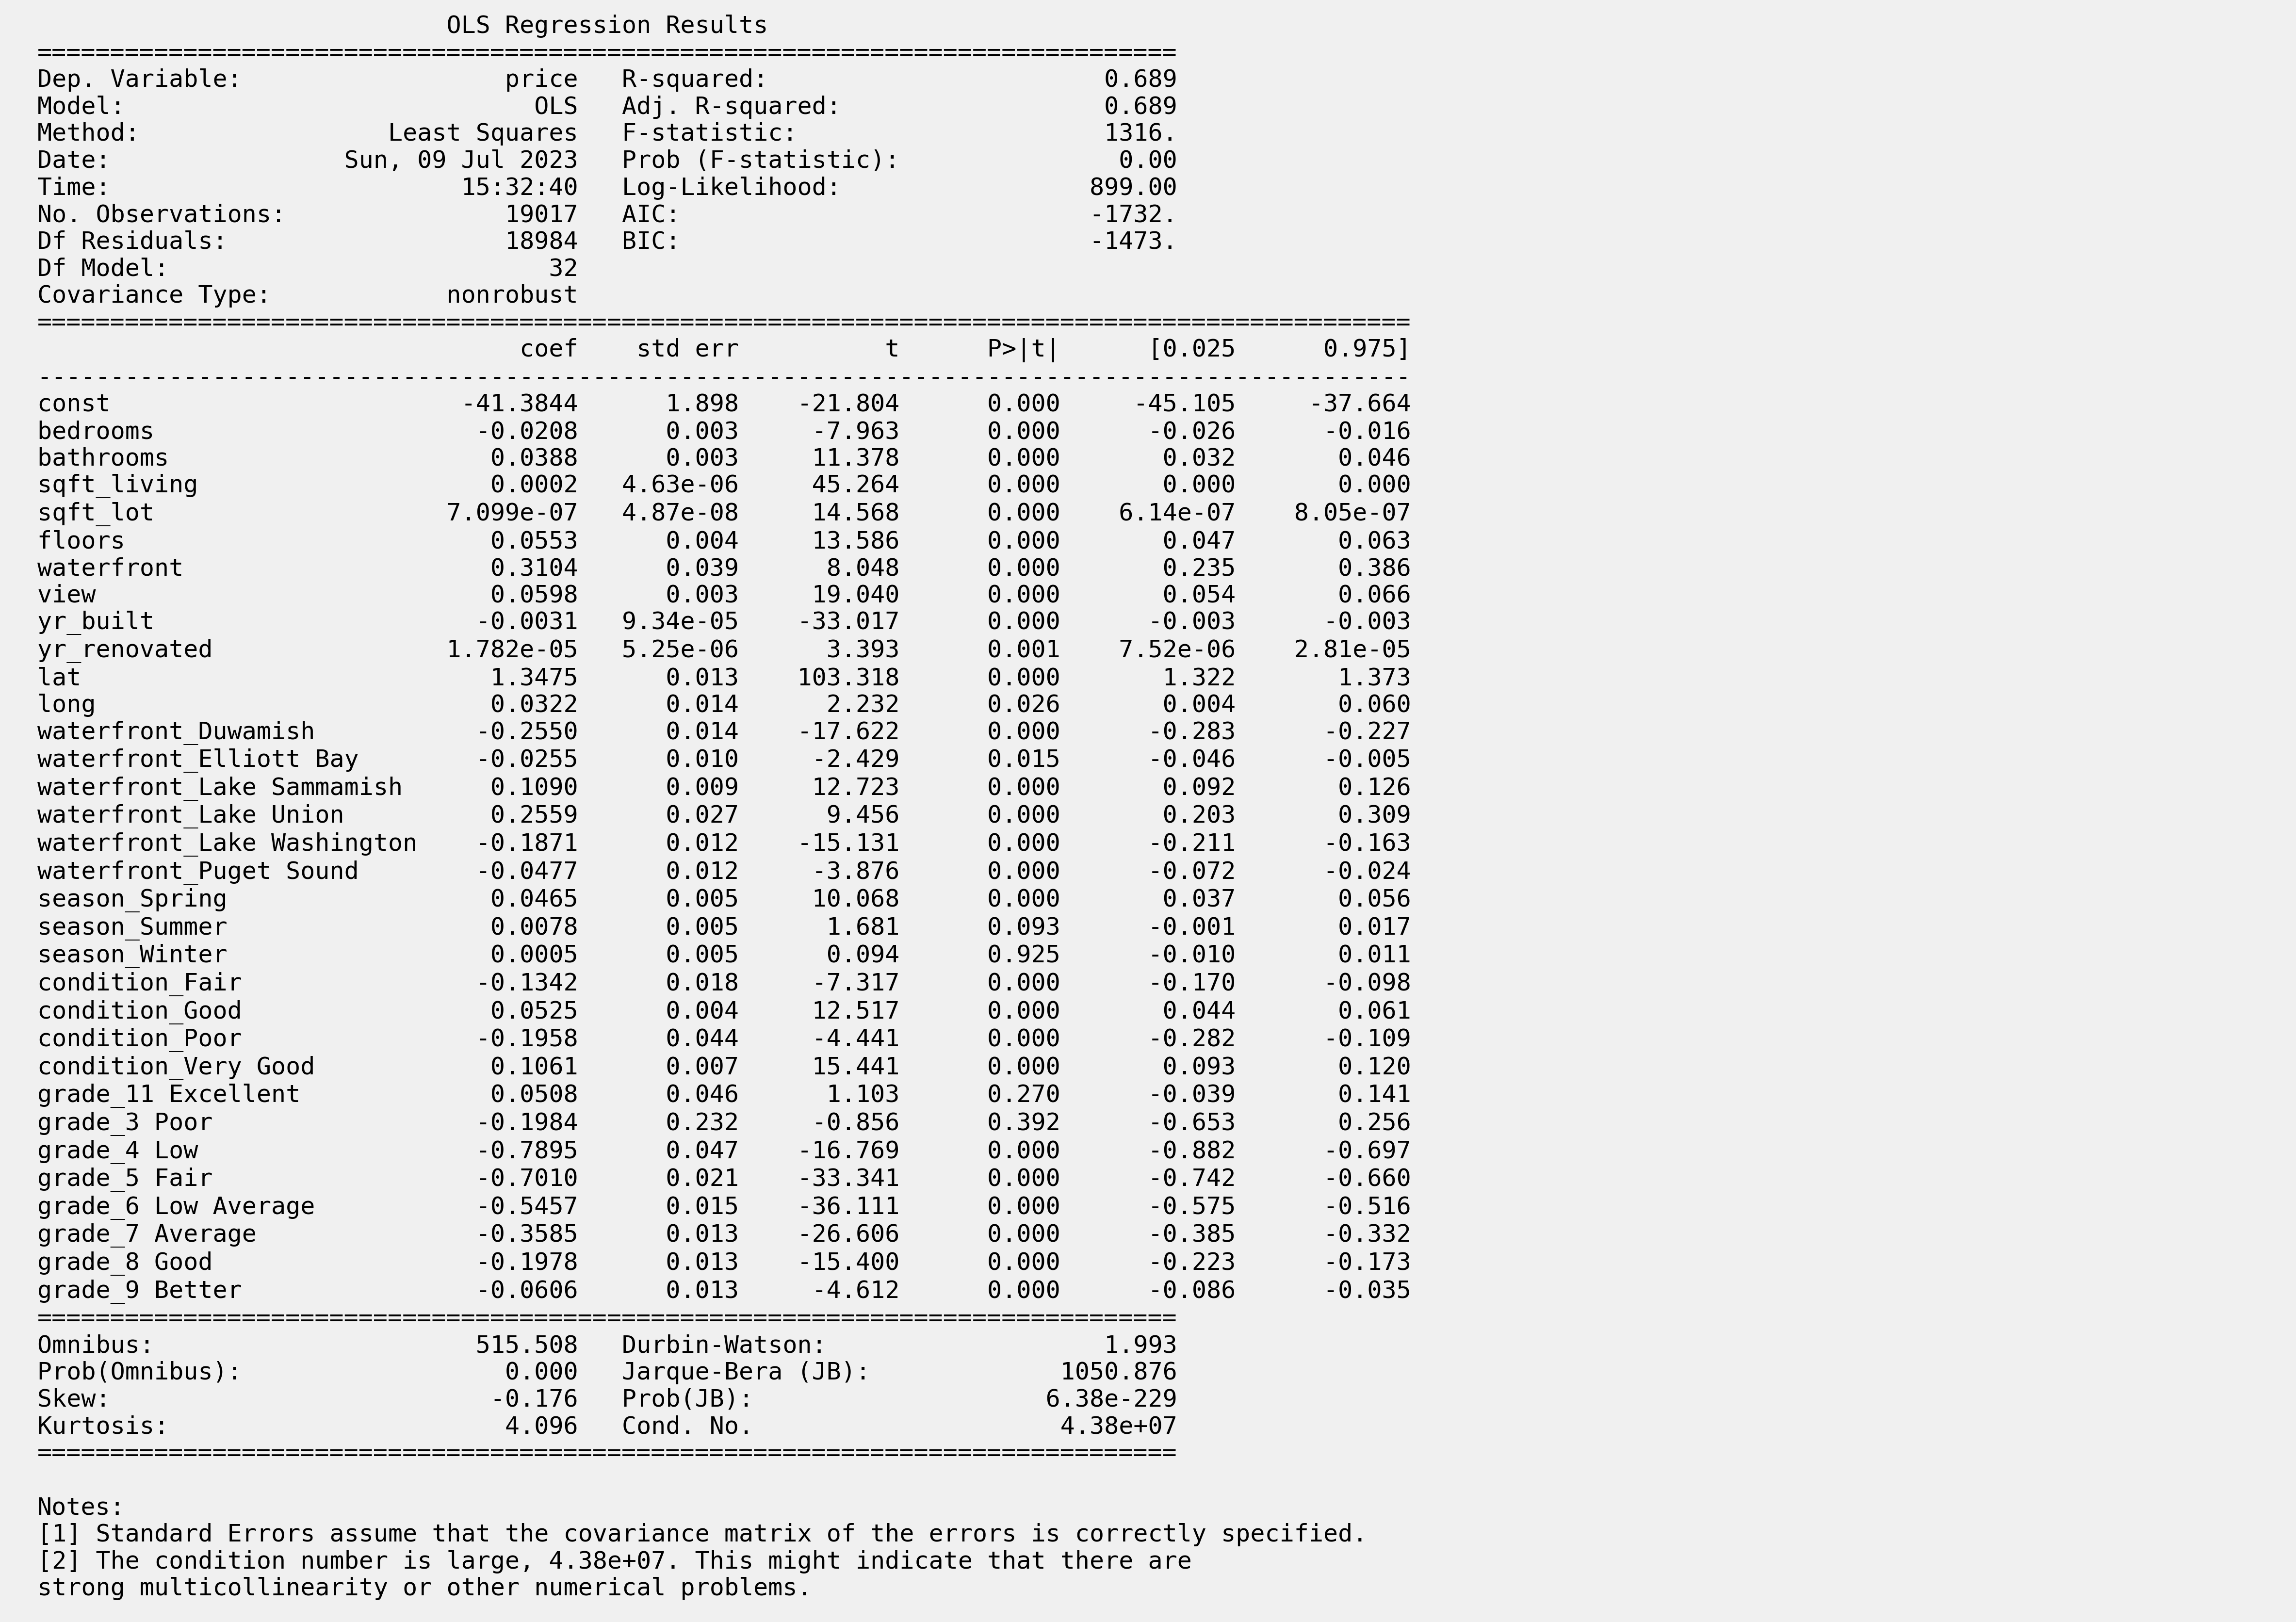 OLS Regression Results
==============================================================================
Dep. Variable: price R-squared: 0.689
Model: OLS Adj. R-squared: 0.689
Method: Least Squares F-statistic: 1316.
Date: Sun, 09 Jul 2023 Prob (F-statistic): 0.00
Time: 15:32:40 Log-Likelihood: 899.00
No. Observations: 19017 AIC: -1732.
Df Residuals: 18984 BIC: -1473.
Df Model: 32
Covariance Type: nonrobust
==============================================================================================
coef std err t P>|t| [0.025 0.975]
----------------------------------------------------------------------------------------------
const -41.3844 1.898 -21.804 0.000 -45.105 -37.664
bedrooms -0.0208 0.003 -7.963 0.000 -0.026 -0.016
bathrooms 0.0388 0.003 11.378 0.000 0.032 0.046
sqft_living 0.0002 4.63e-06 45.264 0.000 0.000 0.000
sqft_lot 7.099e-07 4.87e-08 14.568 0.000 6.14e-07 8.05e-07
floors 0.0553 0.004 13.586 0.000 0.047 0.063
waterfront 0.3104 0.039 8.048 0.000 0.235 0.386
view 0.0598 0.003 19.040 0.000 0.054 0.066
yr_built -0.0031 9.34e-05 -33.017 0.000 -0.003 -0.003
yr_renovated 1.782e-05 5.25e-06 3.393 0.001 7.52e-06 2.81e-05
lat 1.3475 0.013 103.318 0.000 1.322 1.373
long 0.0322 0.014 2.232 0.026 0.004 0.060
waterfront_Duwamish -0.2550 0.014 -17.622 0.000 -0.283 -0.227
waterfront_Elliott Bay -0.0255 0.010 -2.429 0.015 -0.046 -0.005
waterfront_Lake Sammamish 0.1090 0.009 12.723 0.000 0.092 0.126
waterfront_Lake Union 0.2559 0.027 9.456 0.000 0.203 0.309
waterfront_Lake Washington -0.1871 0.012 -15.131 0.000 -0.211 -0.163
waterfront_Puget Sound -0.0477 0.012 -3.876 0.000 -0.072 -0.024
season_Spring 0.0465 0.005 10.068 0.000 0.037 0.056
season_Summer 0.0078 0.005 1.681 0.093 -0.001 0.017
season_Winter 0.0005 0.005 0.094 0.925 -0.010 0.011
condition_Fair -0.1342 0.018 -7.317 0.000 -0.170 -0.098
condition_Good 0.0525 0.004 12.517 0.000 0.044 0.061
condition_Poor -0.1958 0.044 -4.441 0.000 -0.282 -0.109
condition_Very Good 0.1061 0.007 15.441 0.000 0.093 0.120
grade_11 Excellent 0.0508 0.046 1.103 0.270 -0.039 0.141
grade_3 Poor -0.1984 0.232 -0.856 0.392 -0.653 0.256
grade_4 Low -0.7895 0.047 -16.769 0.000 -0.882 -0.697
grade_5 Fair -0.7010 0.021 -33.341 0.000 -0.742 -0.660
grade_6 Low Average -0.5457 0.015 -36.111 0.000 -0.575 -0.516
grade_7 Average -0.3585 0.013 -26.606 0.000 -0.385 -0.332
grade_8 Good -0.1978 0.013 -15.400 0.000 -0.223 -0.173
grade_9 Better -0.0606 0.013 -4.612 0.000 -0.086 -0.035
==============================================================================
Omnibus: 515.508 Durbin-Watson: 1.993
Prob(Omnibus): 0.000 Jarque-Bera (JB): 1050.876
Skew: -0.176 Prob(JB): 6.38e-229
Kurtosis: 4.096 Cond. No. 4.38e+07
==============================================================================
Notes:
[1] Standard Errors assume that the covariance matrix of the errors is correctly specified.
[2] The condition number is large, 4.38e+07. This might indicate that there are
strong multicollinearity or other numerical problems.